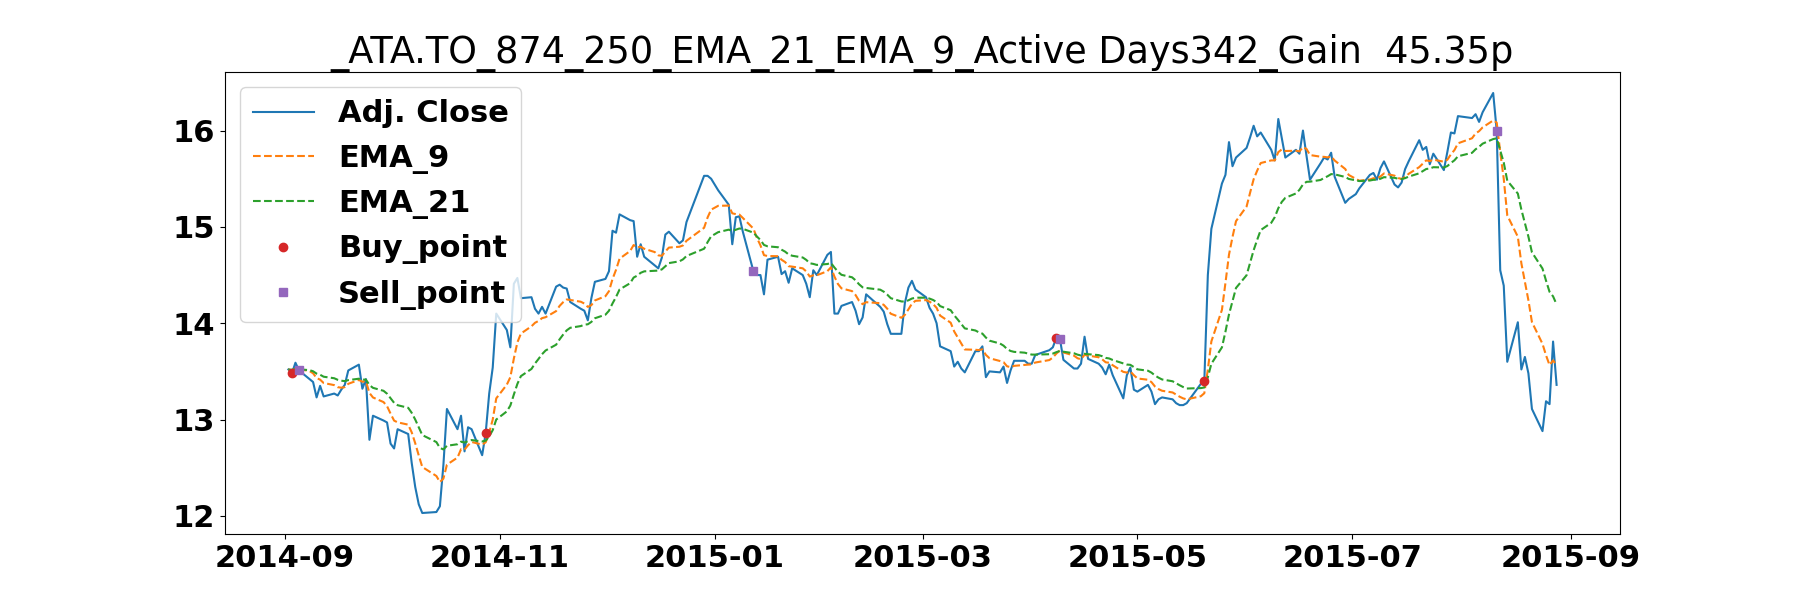 _ATA.TO_874_250_EMA_21_EMA_9_Active Days342_Gain  45.35p
Adj. Close
EMA_9
EMA_21
Buy_point
Sell_point
16
15
14
13
12
2014-09 2014-11 2015-01 2015-03 2015-05 2015-07 2015-09